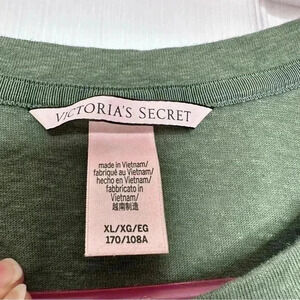 VICTORIA'S SECRET
made in Vietnam/
fabriqué au Vietnam/
hecho en Vietnam/
fabbricato in
Vietnam/
越南制造
XL/XG/EG
170/108A